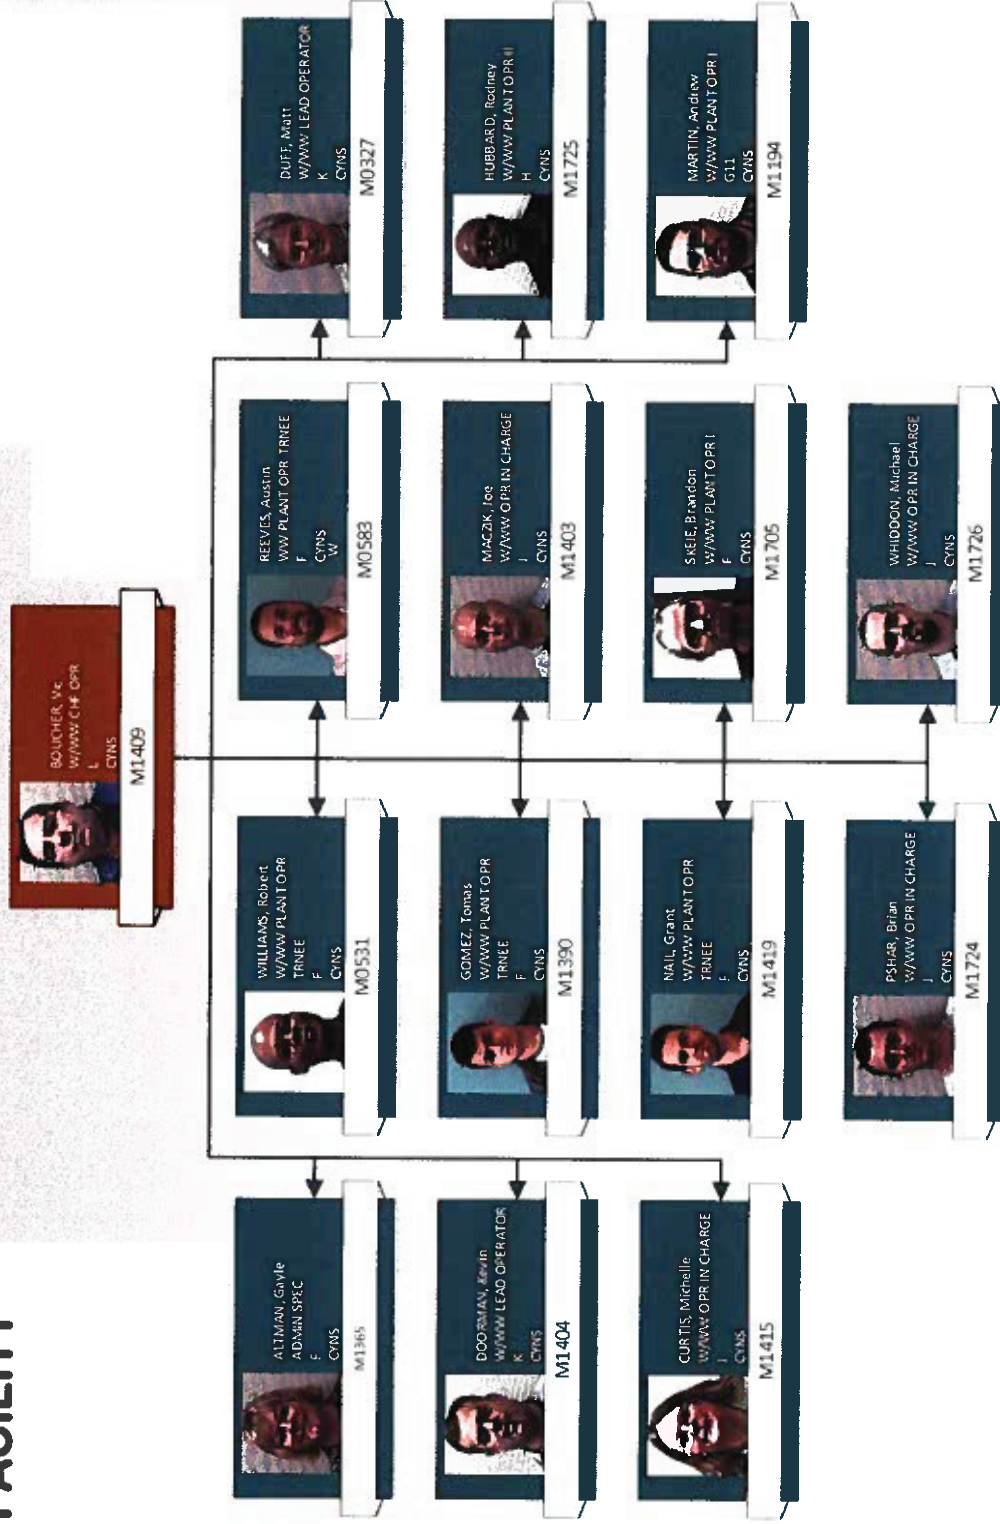 FACILITY
BOUCHER, Vic
W/WW CHF OPR
L
CYNS
M1409
ALTMAN, Gayle
ADMIN SPEC
F
CYNS
M1365
WILLIAMS, Robert
W/WW PLANT OPR
TRNEE
F
CYNS
M0531
REEVES, Austin
WW PLANT OPR TRNEE
F
CYNS
W
M0583
DUFF, Matt
W/WW LEAD OPERATOR
K
CYNS
M0327
DOORMAN, Kevin
W/WW LEAD OPERATOR
K
CYNS
M1404
GOMEZ, Tomas
W/WW PLANT OPR
TRNEE
F
CYNS
M1390
MACZIK, Joe
W/WW OPR IN CHARGE
J
CYNS
M1403
HUBBARD, Rodney
W/WW PLANT OPR II
H
CYNS
M1725
CURTIS, Michelle
W/WW OPR IN CHARGE
J
CYNS
M1415
NAIL, Grant
W/WW PLANT OPR
TRNEE
F
CYNS
M1419
SKEIE, Brandon
W/WW PLANT OPR I
F
CYNS
M1705
MARTIN, Andrew
W/WW PLANT OPR I
G11
CYNS
M1194
PSHAR, Brian
W/WW OPR IN CHARGE
J
CYNS
M1724
WHIDDON, Michael
W/WW OPR IN CHARGE
J
CYNS
M1726